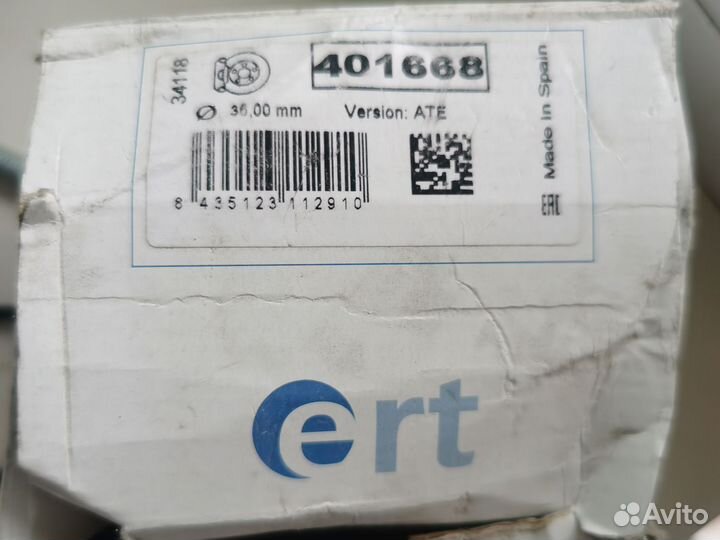 34118
401668
Ø 36,00 mm Version: ATE
8 435123 112910
Made In Spain
EAC
ert
Avito